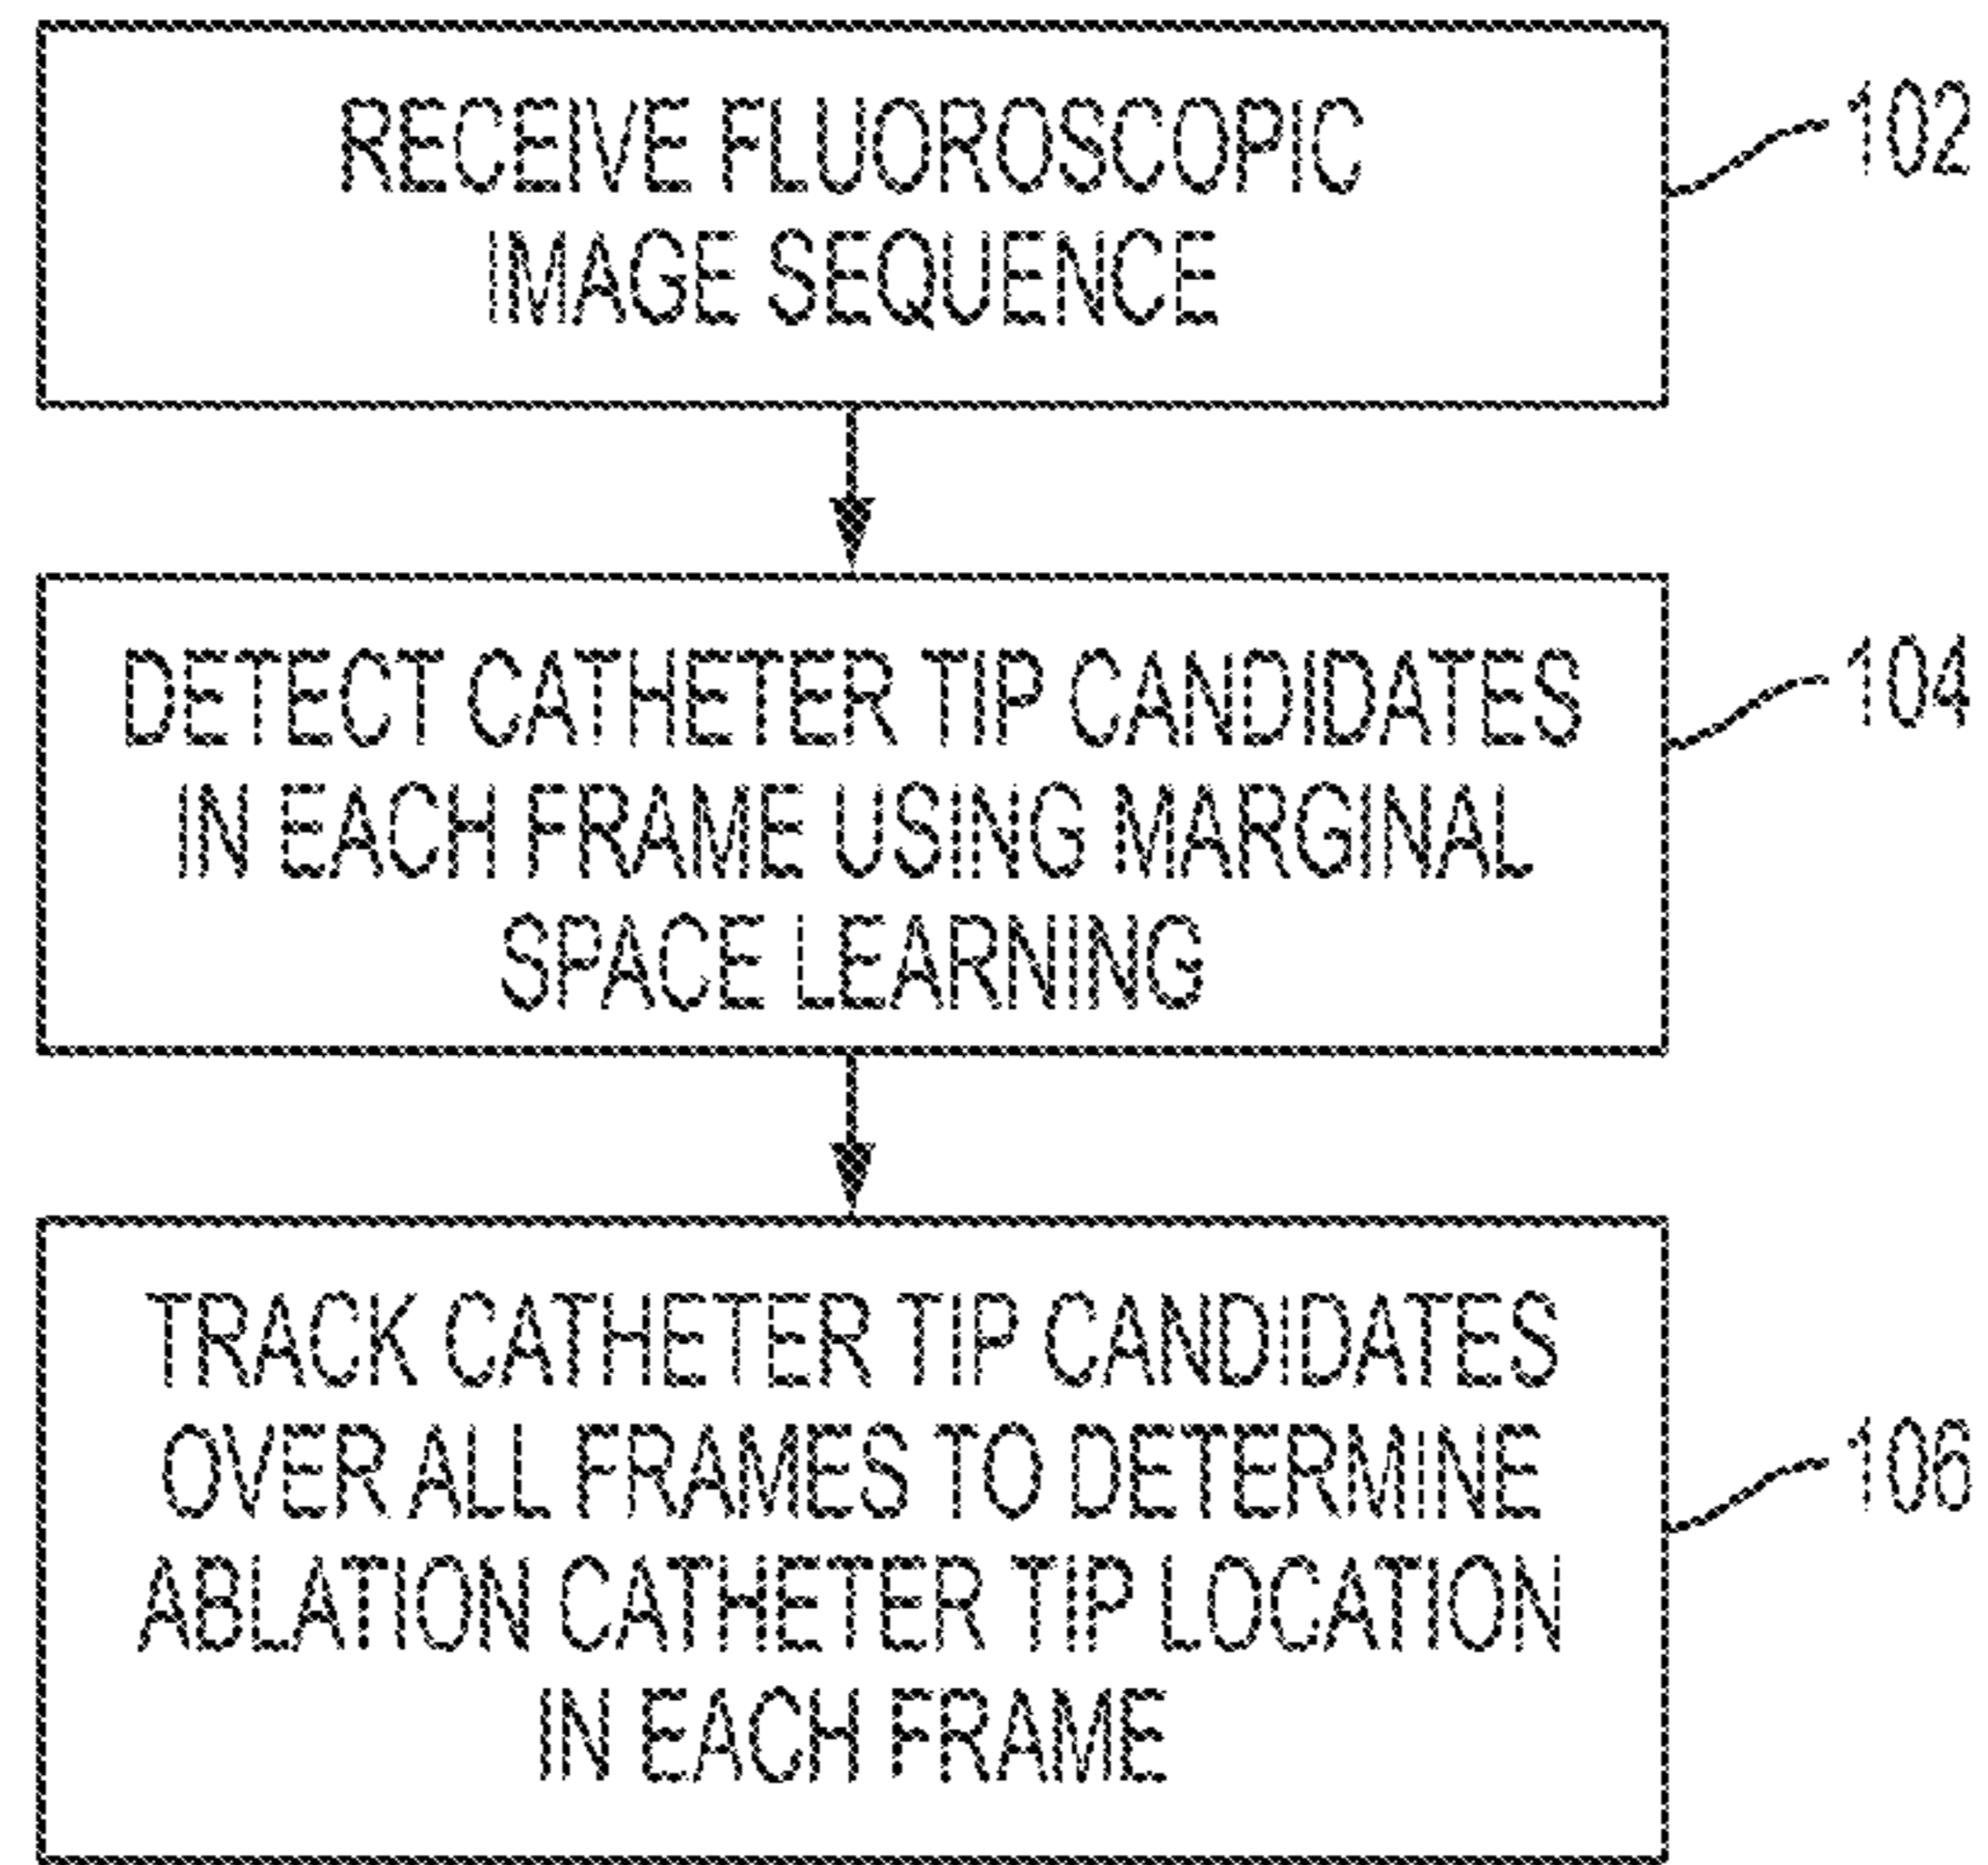 RECEIVE FLUOROSCOPIC
IMAGE SEQUENCE
102
DETECT CATHETER TIP CANDIDATES
IN EACH FRAME USING MARGINAL
SPACE LEARNING
104
TRACK CATHETER TIP CANDIDATES
OVER ALL FRAMES TO DETERMINE
ABLATION CATHETER TIP LOCATION
IN EACH FRAME
106